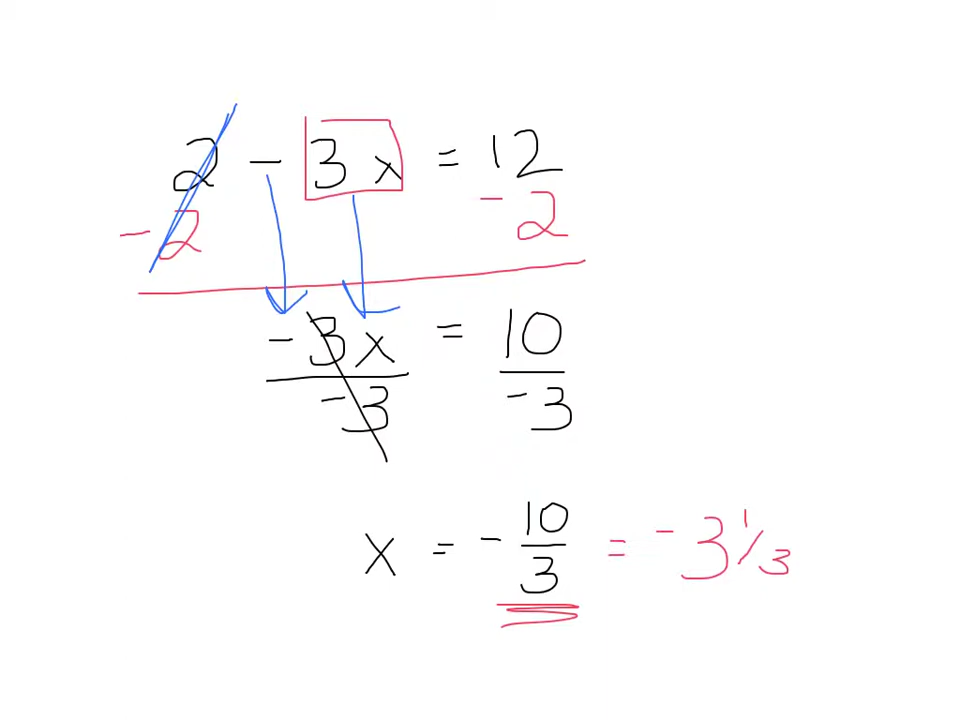 2 - 3x = 12
- 2 - 2
-3x = 10
-3 -3
x = - 10/3 = -3 1/3